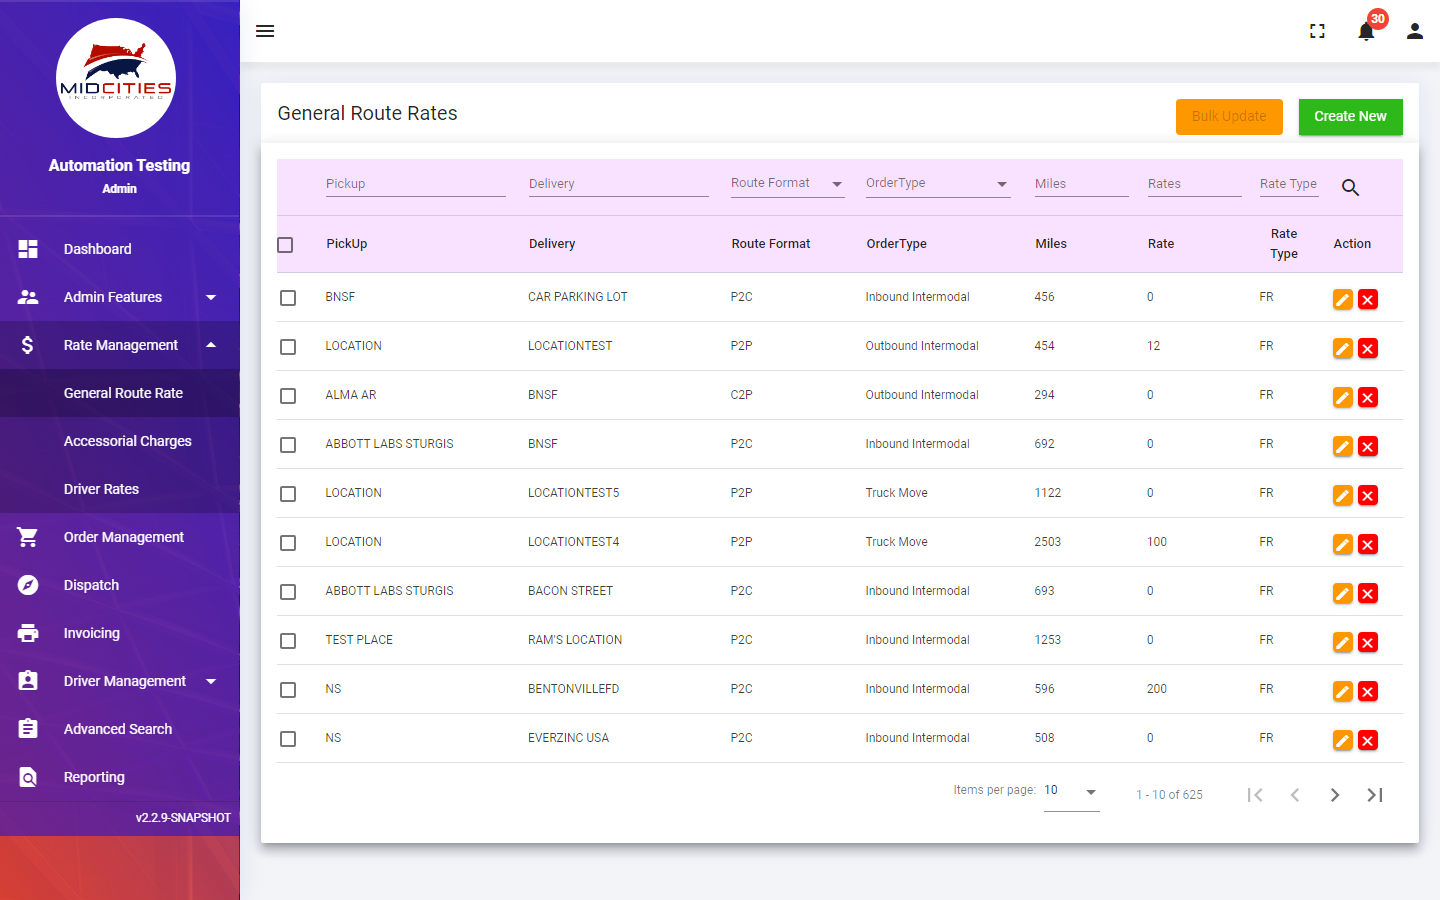 MIDCITIES
INCORPORATED
Automation Testing
Admin
Dashboard
Admin Features
Rate Management
General Route Rate
Accessorial Charges
Driver Rates
Order Management
Dispatch
Invoicing
Driver Management
Advanced Search
Reporting
v2.2.9-SNAPSHOT
30
General Route Rates
Bulk Update
Create New
Pickup Delivery Route Format OrderType Miles Rates Rate Type
PickUp Delivery Route Format OrderType Miles Rate Rate Type Action
BNSF CAR PARKING LOT P2C Inbound Intermodal 456 0 FR
LOCATION LOCATIONTEST P2P Outbound Intermodal 454 12 FR
ALMA AR BNSF C2P Outbound Intermodal 294 0 FR
ABBOTT LABS STURGIS BNSF P2C Inbound Intermodal 692 0 FR
LOCATION LOCATIONTEST5 P2P Truck Move 1122 0 FR
LOCATION LOCATIONTEST4 P2P Truck Move 2503 100 FR
ABBOTT LABS STURGIS BACON STREET P2C Inbound Intermodal 693 0 FR
TEST PLACE RAM'S LOCATION P2C Inbound Intermodal 1253 0 FR
NS BENTONVILLEFD P2C Inbound Intermodal 596 200 FR
NS EVERZINC USA P2C Inbound Intermodal 508 0 FR
Items per page: 10 1 - 10 of 625